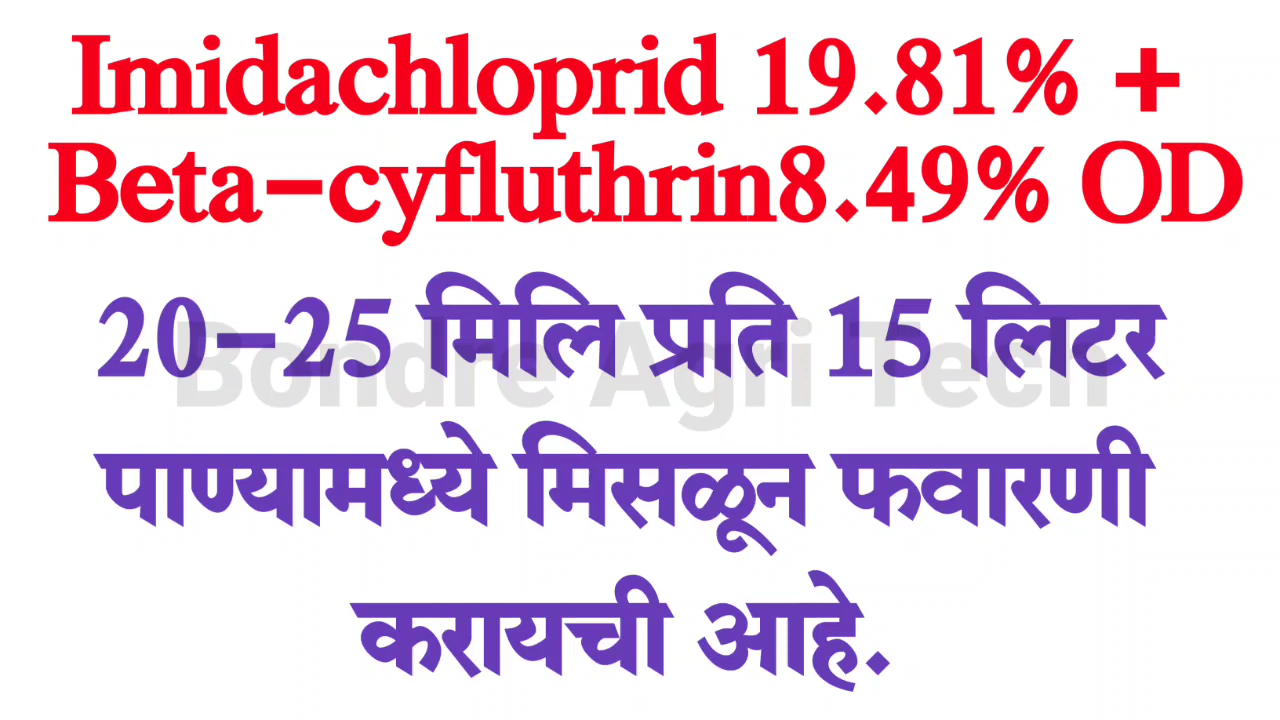 Imidachloprid 19.81% +
Beta-cyfluthrin8.49% OD
20-25 मिलि प्रति 15 लिटर
Bondre Agri Tech
पाण्यामध्ये मिसळून फवारणी
करायची आहे.